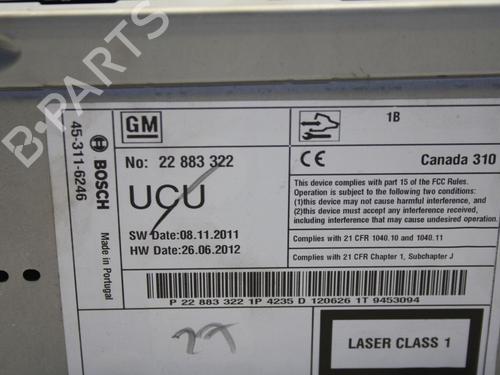 B-PARTS
45-311-6246
BOSCH
Made in Portugal
GM
1B
No: 22 883 322
UCU
SW Date:08.11.2011
HW Date:26.06.2012
CE
Canada 310
This device complies with part 15 of the FCC Rules.
Operation is subject to the following two conditions:
(1)this device may not cause harmful interference, and
(2)this device must accept any interference received,
including interference that may cause undesired operation.
Complies with 21 CFR 1040.10 and 1040.11
Complies with 21 CFR Chapter 1, Subchapter J
P 22 883 322 1P 4235 D 120626 1T 9453094
LASER CLASS 1